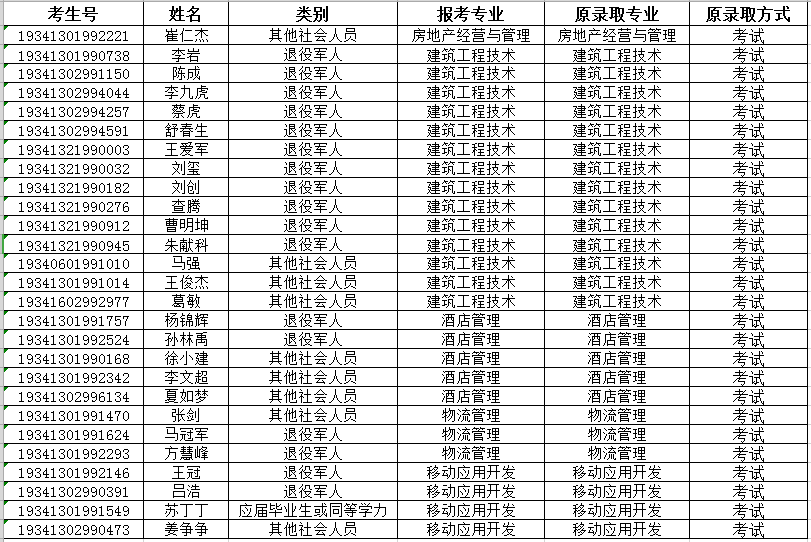 考生号 姓名 类别 报考专业 原录取专业 原录取方式
19341301992221 崔仁杰 其他社会人员 房地产经营与管理 房地产经营与管理 考试
19341301990738 李岩 退役军人 建筑工程技术 建筑工程技术 考试
19341302991150 陈成 退役军人 建筑工程技术 建筑工程技术 考试
19341302994044 李九虎 退役军人 建筑工程技术 建筑工程技术 考试
19341302994257 蔡虎 退役军人 建筑工程技术 建筑工程技术 考试
19341302994591 舒春生 退役军人 建筑工程技术 建筑工程技术 考试
19341321990003 王爱军 退役军人 建筑工程技术 建筑工程技术 考试
19341321990032 刘玺 退役军人 建筑工程技术 建筑工程技术 考试
19341321990182 刘创 退役军人 建筑工程技术 建筑工程技术 考试
19341321990276 查腾 退役军人 建筑工程技术 建筑工程技术 考试
19341321990912 曹明坤 退役军人 建筑工程技术 建筑工程技术 考试
19341321990945 朱献科 退役军人 建筑工程技术 建筑工程技术 考试
19340601991010 马强 其他社会人员 建筑工程技术 建筑工程技术 考试
19341301991014 王俊杰 其他社会人员 建筑工程技术 建筑工程技术 考试
19341602992977 葛敏 其他社会人员 建筑工程技术 建筑工程技术 考试
19341301991757 杨锦辉 退役军人 酒店管理 酒店管理 考试
19341301992524 孙林禹 退役军人 酒店管理 酒店管理 考试
19341301990168 徐小建 其他社会人员 酒店管理 酒店管理 考试
19341301992342 李文超 其他社会人员 酒店管理 酒店管理 考试
19341302996134 夏如梦 其他社会人员 酒店管理 酒店管理 考试
19341301991470 张剑 其他社会人员 物流管理 物流管理 考试
19341301991624 马冠军 退役军人 物流管理 物流管理 考试
19341301992293 方慧峰 退役军人 物流管理 物流管理 考试
19341301992146 王冠 退役军人 移动应用开发 移动应用开发 考试
19341302990391 吕浩 退役军人 移动应用开发 移动应用开发 考试
19341301991549 苏丁丁 应届毕业生或同等学力 移动应用开发 移动应用开发 考试
19341302990473 姜争争 其他社会人员 移动应用开发 移动应用开发 考试